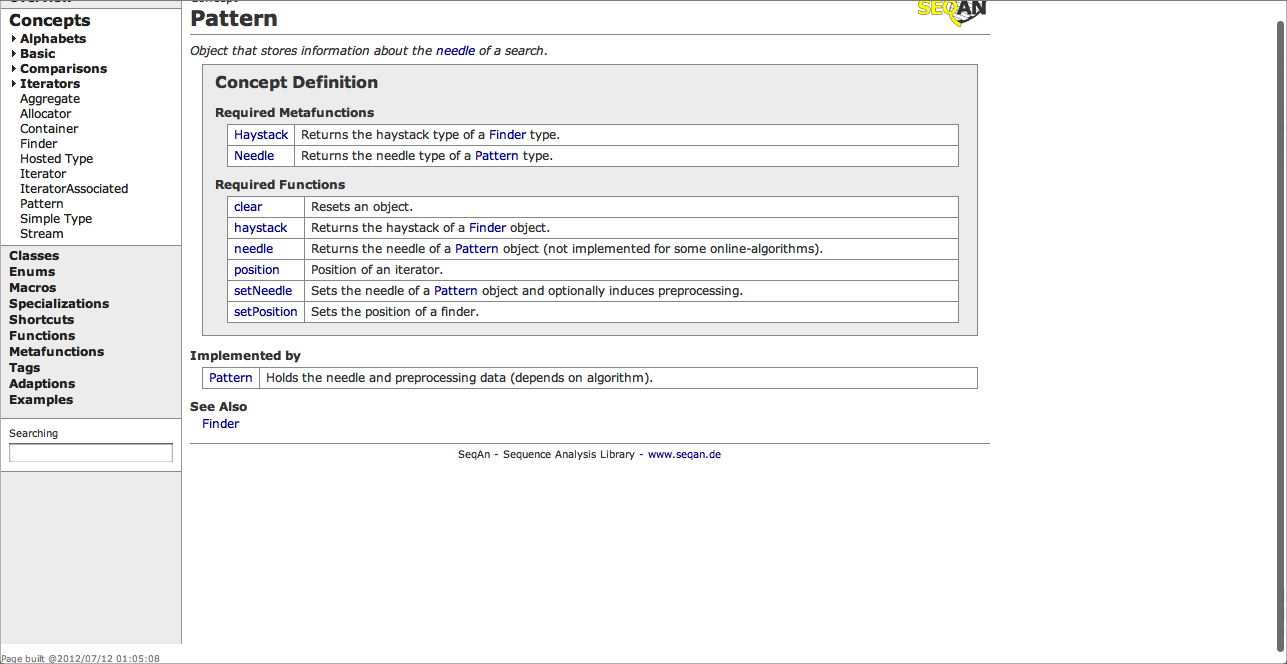 Concepts
Alphabets
Basic
Comparisons
Iterators
Aggregate
Allocator
Container
Finder
Hosted Type
Iterator
IteratorAssociated
Pattern
Simple Type
Stream
Classes
Enums
Macros
Specializations
Shortcuts
Functions
Metafunctions
Tags
Adaptions
Examples
Searching
Page built @2012/07/12 01:05:08
SEQAN
Pattern
Object that stores information about the needle of a search.
Concept Definition
Required Metafunctions
Haystack Returns the haystack type of a Finder type.
Needle Returns the needle type of a Pattern type.
Required Functions
clear Resets an object.
haystack Returns the haystack of a Finder object.
needle Returns the needle of a Pattern object (not implemented for some online-algorithms).
position Position of an iterator.
setNeedle Sets the needle of a Pattern object and optionally induces preprocessing.
setPosition Sets the position of a finder.
Implemented by
Pattern Holds the needle and preprocessing data (depends on algorithm).
See Also
Finder
SeqAn - Sequence Analysis Library - www.seqan.de